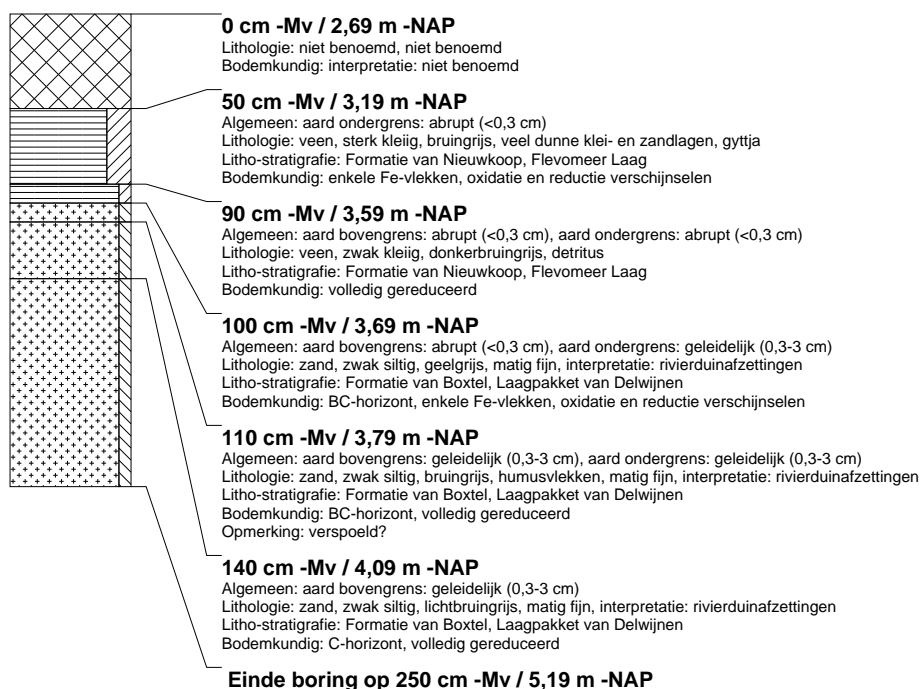 0 cm -Mv / 2,69 m -NAP
Lithologie: niet benoemd, niet benoemd
Bodemkundig: interpretatie: niet benoemd
50 cm -Mv / 3,19 m -NAP
Algemeen: aard ondergrens: abrupt (<0,3 cm)
Lithologie: veen, sterk kleiig, bruingrijs, veel dunne klei- en zandlagen, gyttja
Litho-stratigrafie: Formatie van Nieuwkoop, Flevomeer Laag
Bodemkundig: enkele Fe-vlekken, oxidatie en reductie verschijnselen
90 cm -Mv / 3,59 m -NAP
Algemeen: aard bovengrens: abrupt (<0,3 cm), aard ondergrens: abrupt (<0,3 cm)
Lithologie: veen, zwak kleiig, donkerbruingrijs, detritus
Litho-stratigrafie: Formatie van Nieuwkoop, Flevomeer Laag
Bodemkundig: volledig gereduceerd
100 cm -Mv / 3,69 m -NAP
Algemeen: aard bovengrens: abrupt (<0,3 cm), aard ondergrens: geleidelijk (0,3-3 cm)
Lithologie: zand, zwak siltig, geelgrijs, matig fijn, interpretatie: rivierduinafzettingen
Litho-stratigrafie: Formatie van Boxtel, Laagpakket van Delwijnen
Bodemkundig: BC-horizont, enkele Fe-vlekken, oxidatie en reductie verschijnselen
110 cm -Mv / 3,79 m -NAP
Algemeen: aard bovengrens: geleidelijk (0,3-3 cm), aard ondergrens: geleidelijk (0,3-3 cm)
Lithologie: zand, zwak siltig, bruingrijs, humusvlekken, matig fijn, interpretatie: rivierduinafzettingen
Litho-stratigrafie: Formatie van Boxtel, Laagpakket van Delwijnen
Bodemkundig: BC-horizont, volledig gereduceerd
Opmerking: verspoeld?
140 cm -Mv / 4,09 m -NAP
Algemeen: aard bovengrens: geleidelijk (0,3-3 cm)
Lithologie: zand, zwak siltig, lichtbruingrijs, matig fijn, interpretatie: rivierduinafzettingen
Litho-stratigrafie: Formatie van Boxtel, Laagpakket van Delwijnen
Bodemkundig: C-horizont, volledig gereduceerd
Einde boring op 250 cm -Mv / 5,19 m -NAP